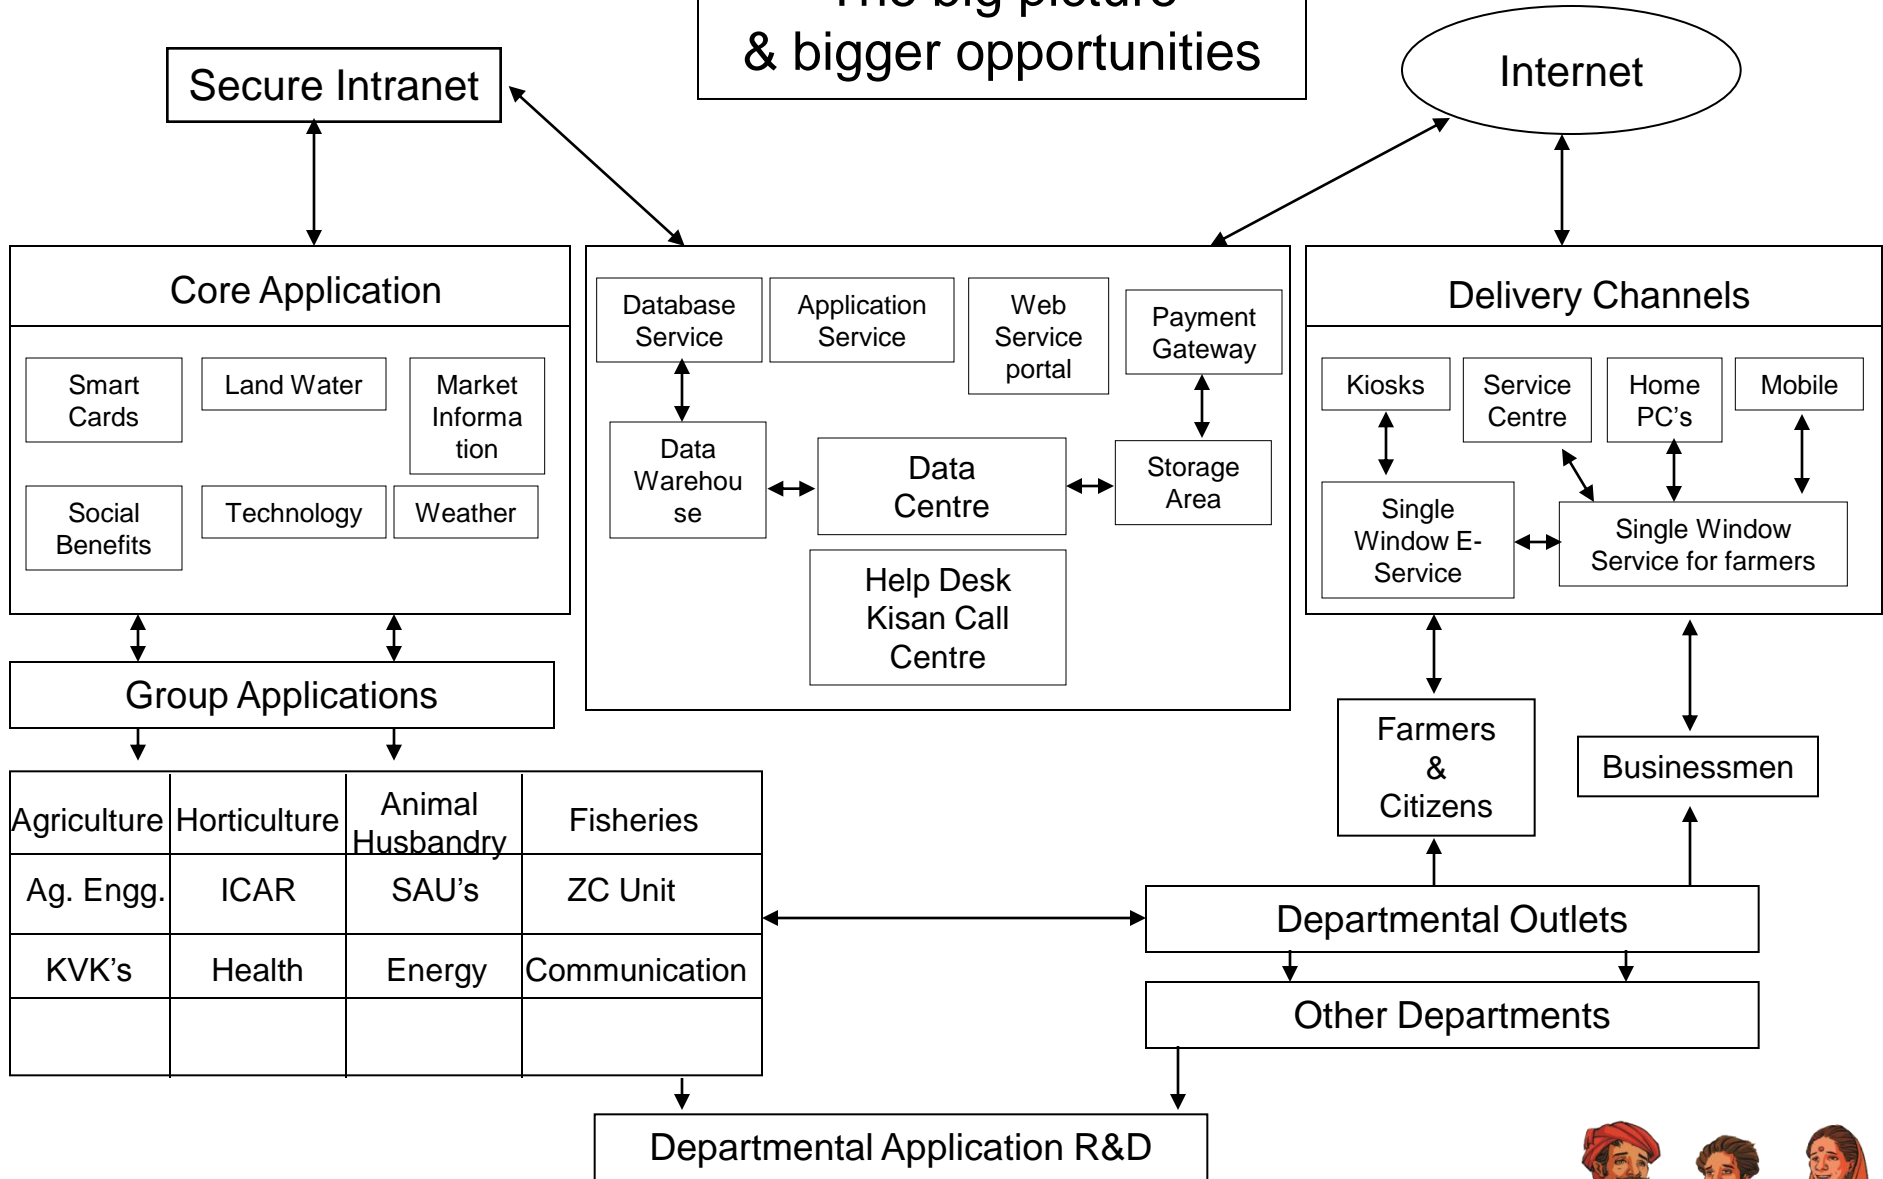 The big picture
& bigger opportunities
Secure Intranet
Internet
Core Application
Smart
Cards
Land Water
Market
Informa
tion
Social
Benefits
Technology
Weather
Database
Service
Application
Service
Web
Service
portal
Payment
Gateway
Data
Warehou
se
Data
Centre
Storage
Area
Help Desk
Kisan Call
Centre
Delivery Channels
Kiosks
Service
Centre
Home
PC’s
Mobile
Single
Window E-
Service
Single Window
Service for farmers
Group Applications
Farmers
&
Citizens
Businessmen
Agriculture Horticulture Animal Husbandry Fisheries
Ag. Engg. ICAR SAU’s ZC Unit
KVK’s Health Energy Communication
Departmental Outlets
Other Departments
Departmental Application R&D